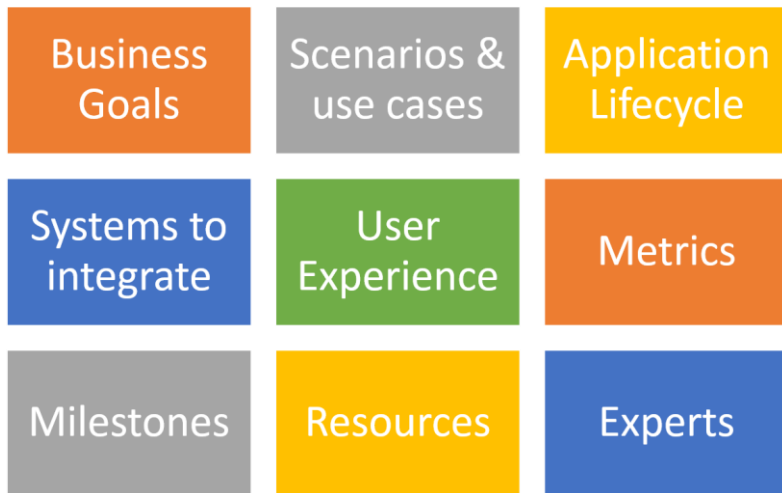 Business
Goals
Scenarios &
use cases
Application
Lifecycle
Systems to
integrate
User
Experience
Metrics
Milestones
Resources
Experts